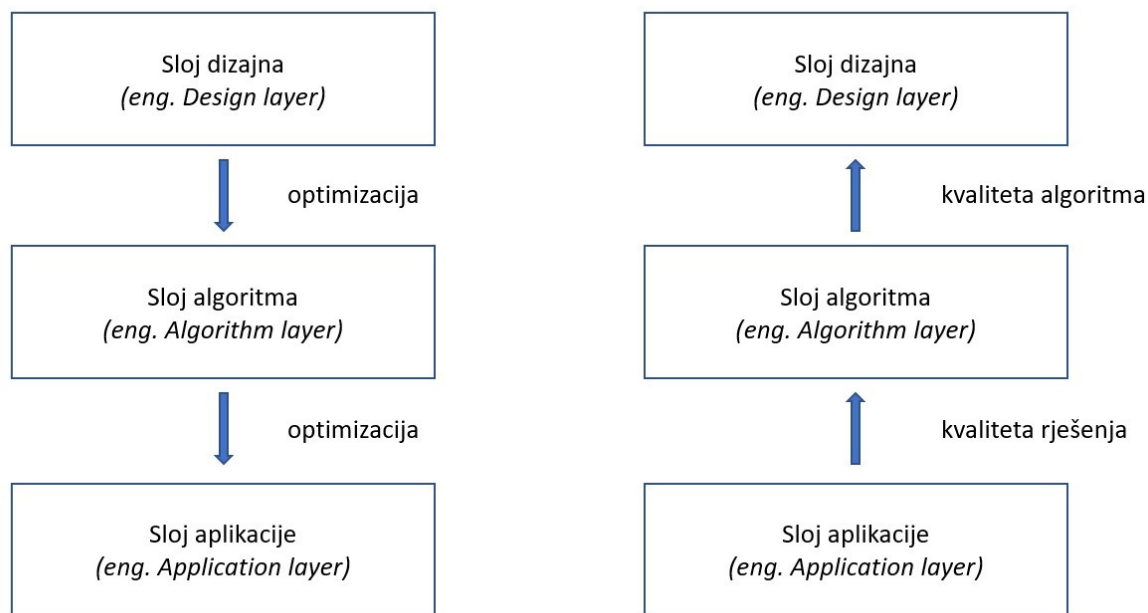 Sloj dizajna
(eng. Design layer)
optimizacija
Sloj algoritma
(eng. Algorithm layer)
optimizacija
Sloj aplikacije
(eng. Application layer)
Sloj dizajna
(eng. Design layer)
kvaliteta algoritma
Sloj algoritma
(eng. Algorithm layer)
kvaliteta rješenja
Sloj aplikacije
(eng. Application layer)